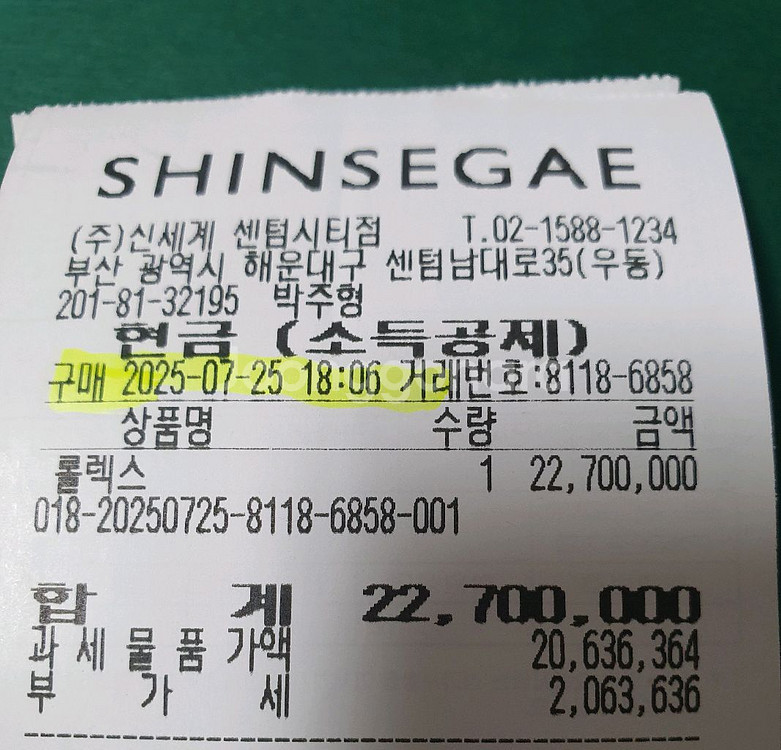 SHINSEGAE
(주)신세계 센텀시티점 T.02-1588-1234
부산 광역시 해운대구 센텀남대로35(우동)
201-81-32195 박주형
현금 (소득공제)
구매 2025-07-25 18:06 거래번호:8118-6858
상품명 수량 금액
롤렉스 1 22,700,000
018-20250725-8118-6858-001
합 계 22,700,000
과 세 물 품 가액 20,636,364
부 가 세 2,063,636